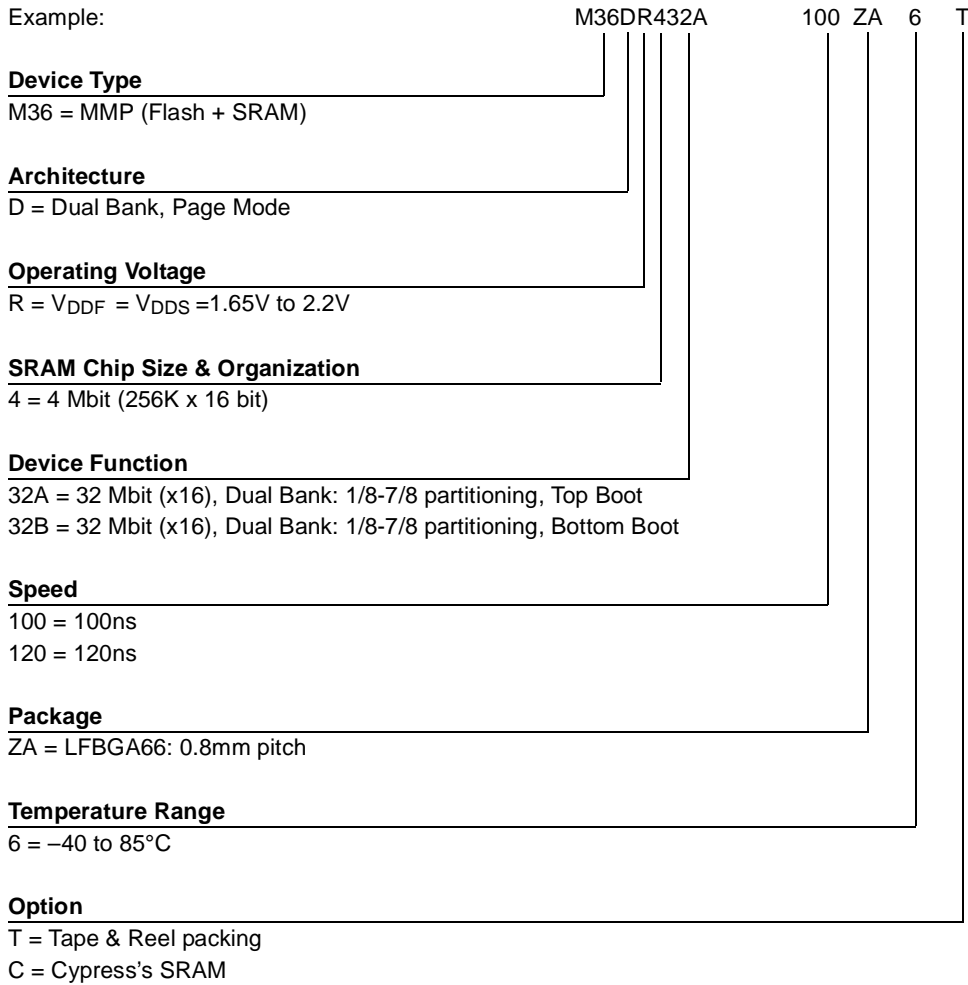 Example: M36DR432A 100 ZA 6 T
Device Type
M36 = MMP (Flash + SRAM)
Architecture
D = Dual Bank, Page Mode
Operating Voltage
R = VDDF = VDDS =1.65V to 2.2V
SRAM Chip Size & Organization
4 = 4 Mbit (256K x 16 bit)
Device Function
32A = 32 Mbit (x16), Dual Bank: 1/8-7/8 partitioning, Top Boot
32B = 32 Mbit (x16), Dual Bank: 1/8-7/8 partitioning, Bottom Boot
Speed
100 = 100ns
120 = 120ns
Package
ZA = LFBGA66: 0.8mm pitch
Temperature Range
6 = –40 to 85°C
Option
T = Tape & Reel packing
C = Cypress's SRAM